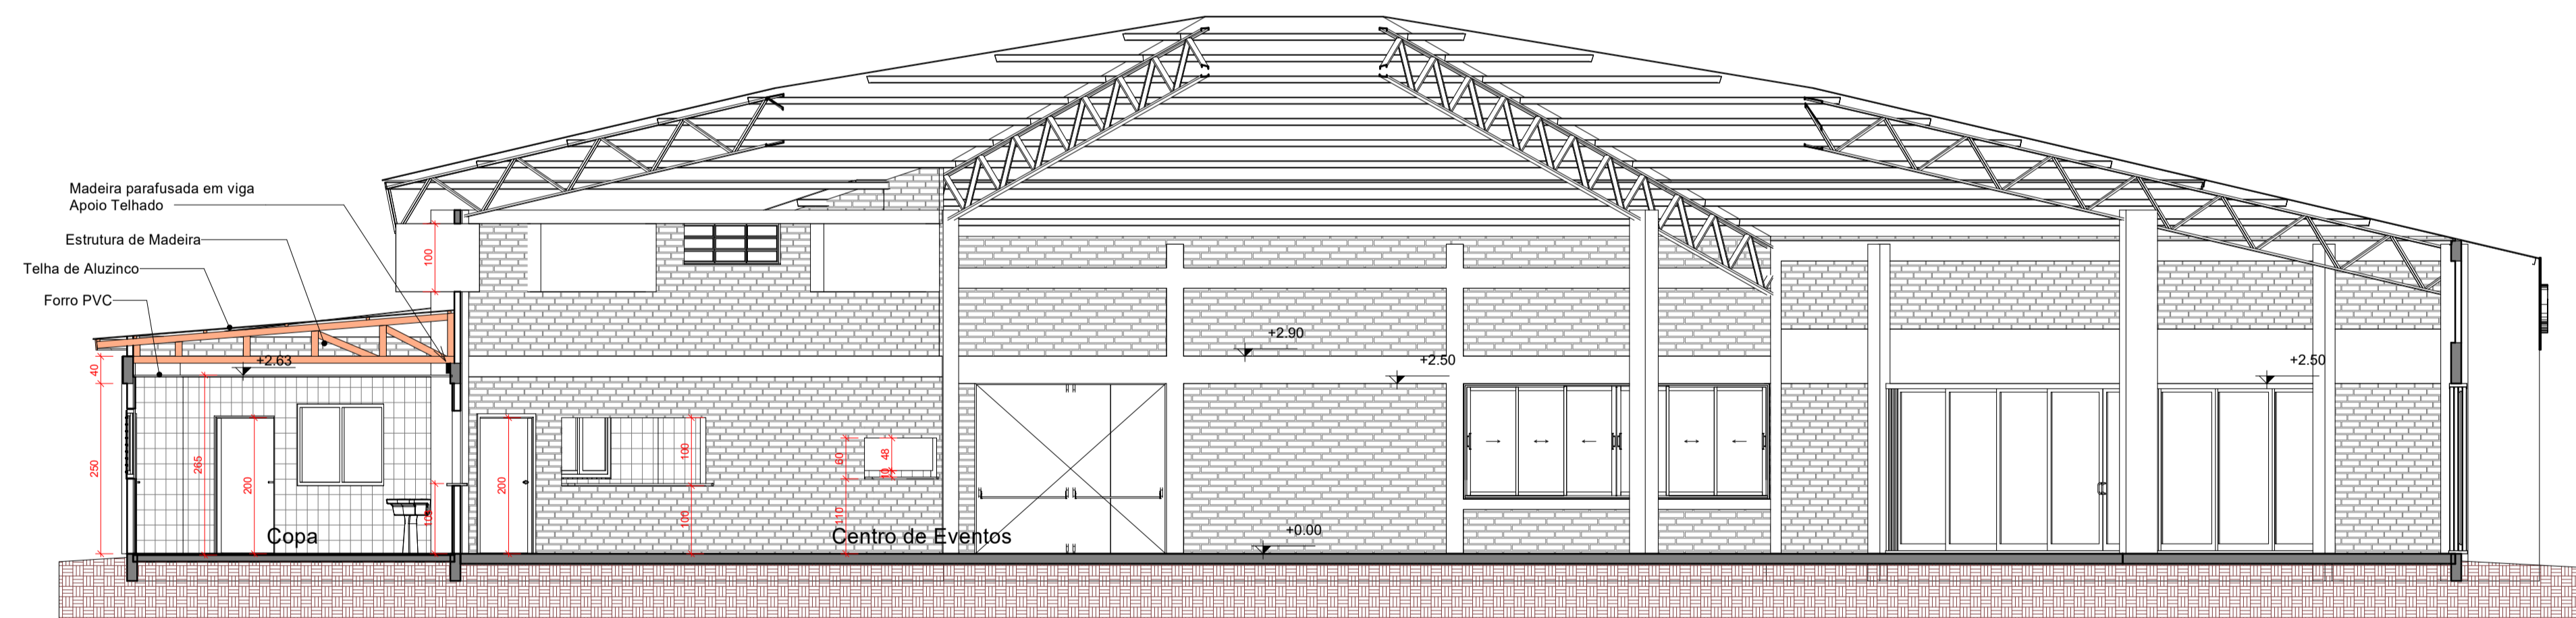 Madeira parafusada em viga
Apoio Telhado
Estrutura de Madeira
Telha de Aluzinco
Forro PVC
100
+2.90
+2.63
+2.50
+2.50
40
250
265
200
109
200
100
100
60
48
10
110
+0.00
Copa
Centro de Eventos